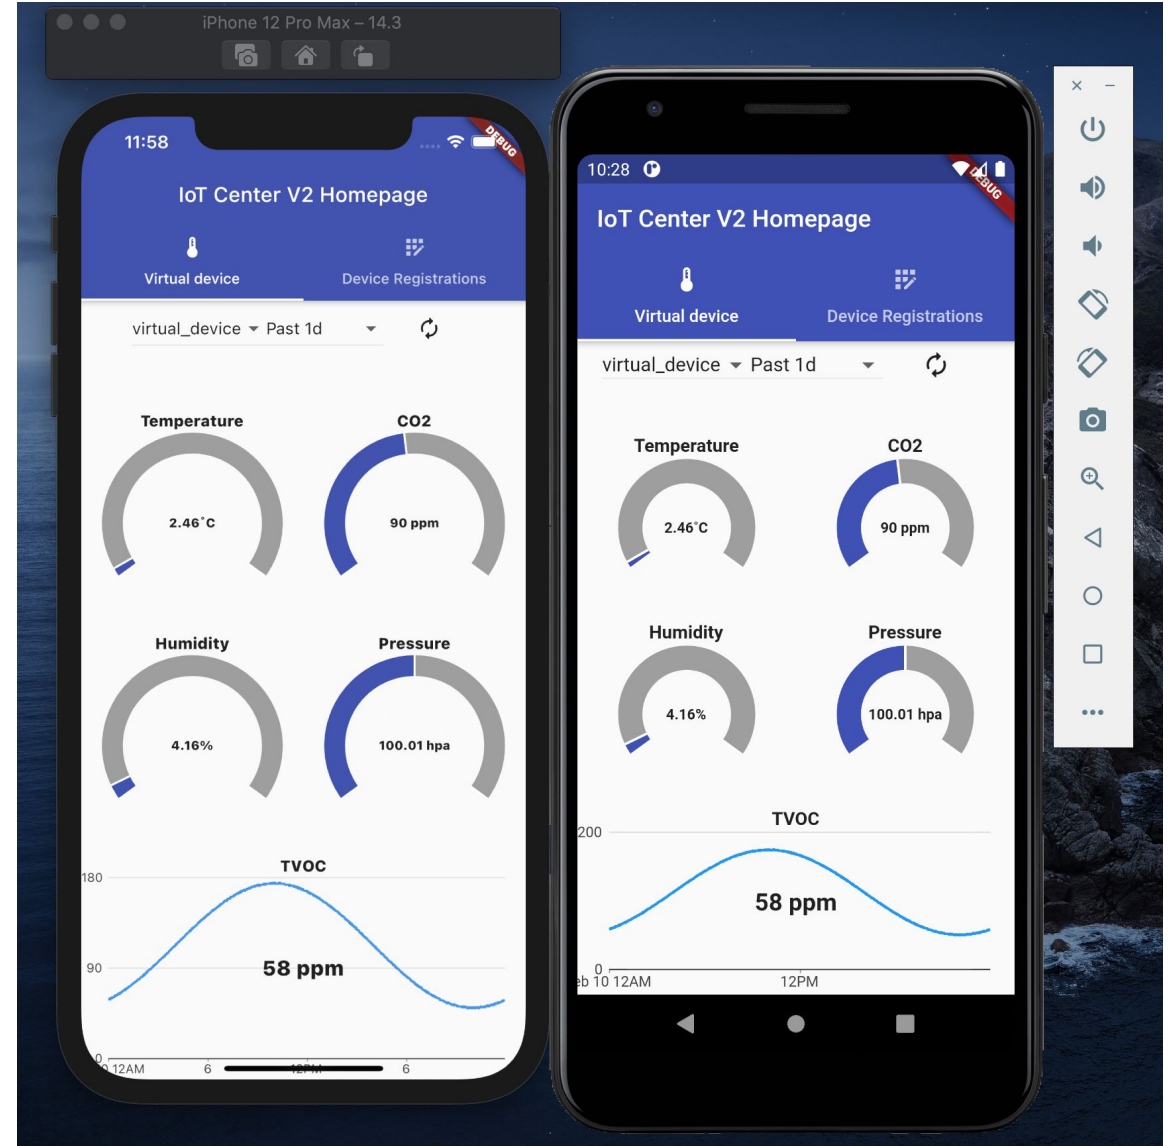 iPhone 12 Pro Max – 14.3
11:58
DEBUG
IoT Center V2 Homepage
Virtual device
Device Registrations
virtual_device
Past 1d
Temperature
CO2
2.46°C
90 ppm
Humidity
Pressure
4.16%
100.01 hpa
TVOC
180
58 ppm
90
0
0 12AM
6
12PM
6
10:28
DEBUG
IoT Center V2 Homepage
Virtual device
Device Registrations
virtual_device
Past 1d
Temperature
CO2
2.46°C
90 ppm
Humidity
Pressure
4.16%
100.01 hpa
TVOC
200
58 ppm
0
eb 10 12AM
12PM